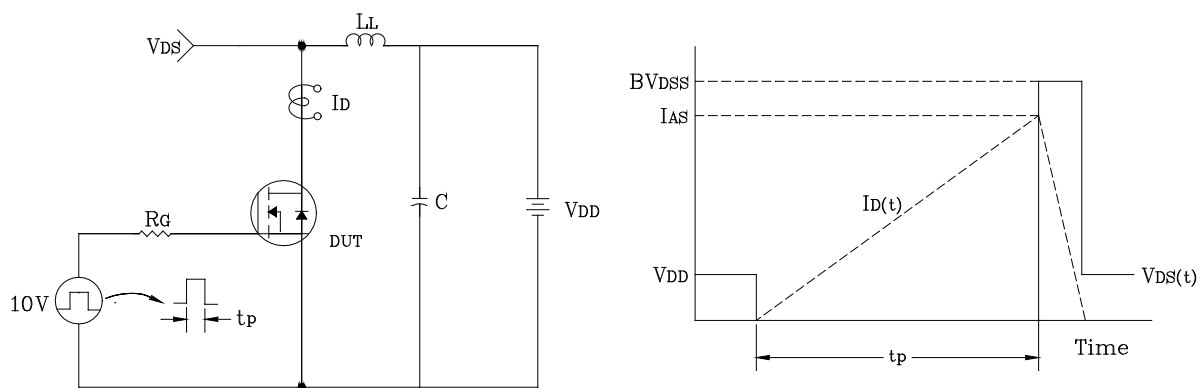 VDS
LL
ID
C
VDD
RG
DUT
10V
tp
BVDSS
IAS
ID(t)
VDD
VDS(t)
tp
Time